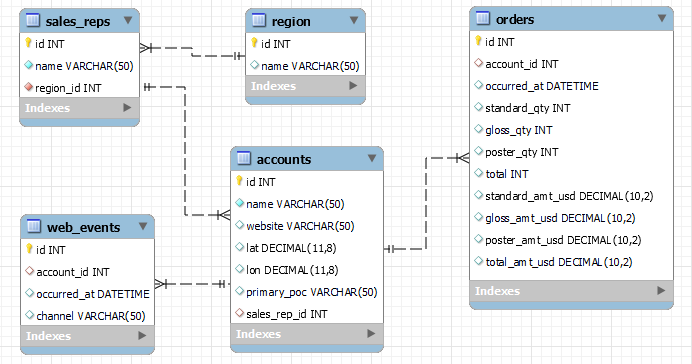 sales_reps
id INT
name VARCHAR(50)
region_id INT
Indexes
region
id INT
name VARCHAR(50)
Indexes
orders
id INT
account_id INT
occurred_at DATETIME
standard_qty INT
gloss_qty INT
poster_qty INT
total INT
standard_amt_usd DECIMAL(10,2)
gloss_amt_usd DECIMAL(10,2)
poster_amt_usd DECIMAL(10,2)
total_amt_usd DECIMAL(10,2)
Indexes
accounts
id INT
name VARCHAR(50)
website VARCHAR(50)
lat DECIMAL(11,8)
lon DECIMAL(11,8)
primary_poc VARCHAR(50)
sales_rep_id INT
Indexes
web_events
id INT
account_id INT
occurred_at DATETIME
channel VARCHAR(50)
Indexes